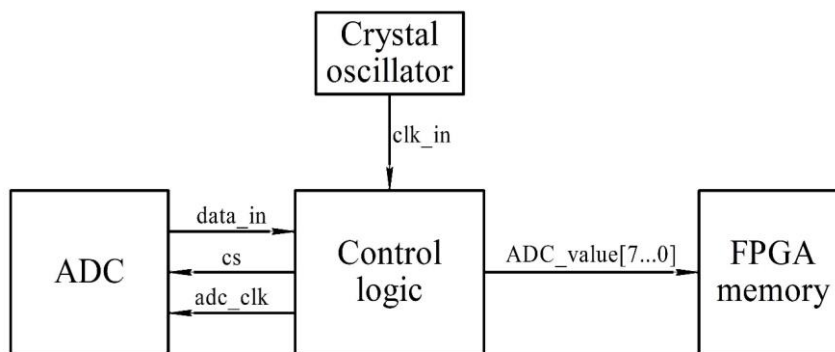 Crystal
oscillator
clk_in
ADC
data_in
cs
adc_clk
Control
logic
ADC_value[7...0]
FPGA
memory